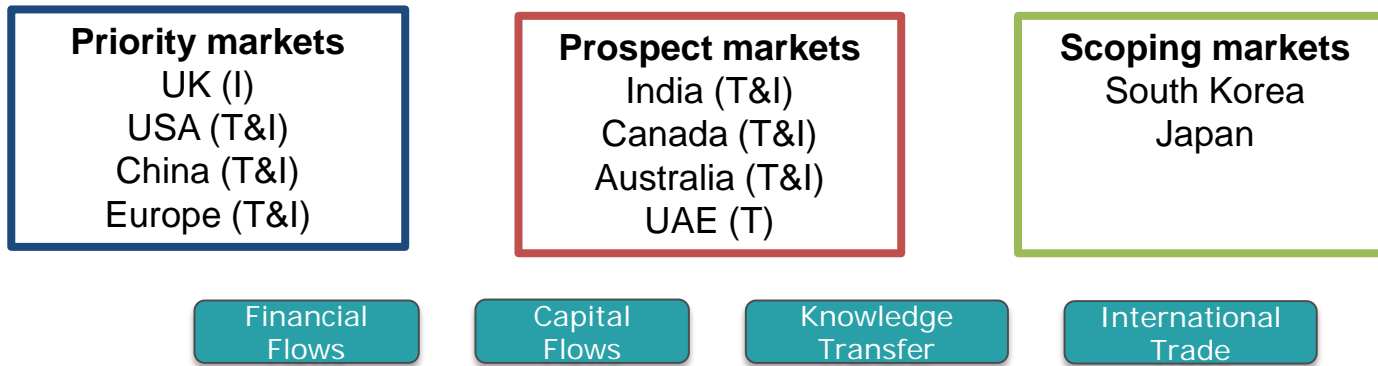 Priority markets
UK (I)
USA (T&I)
China (T&I)
Europe (T&I)
Prospect markets
India (T&I)
Canada (T&I)
Australia (T&I)
UAE (T)
Scoping markets
South Korea
Japan
Financial
Flows
Capital
Flows
Knowledge
Transfer
International
Trade